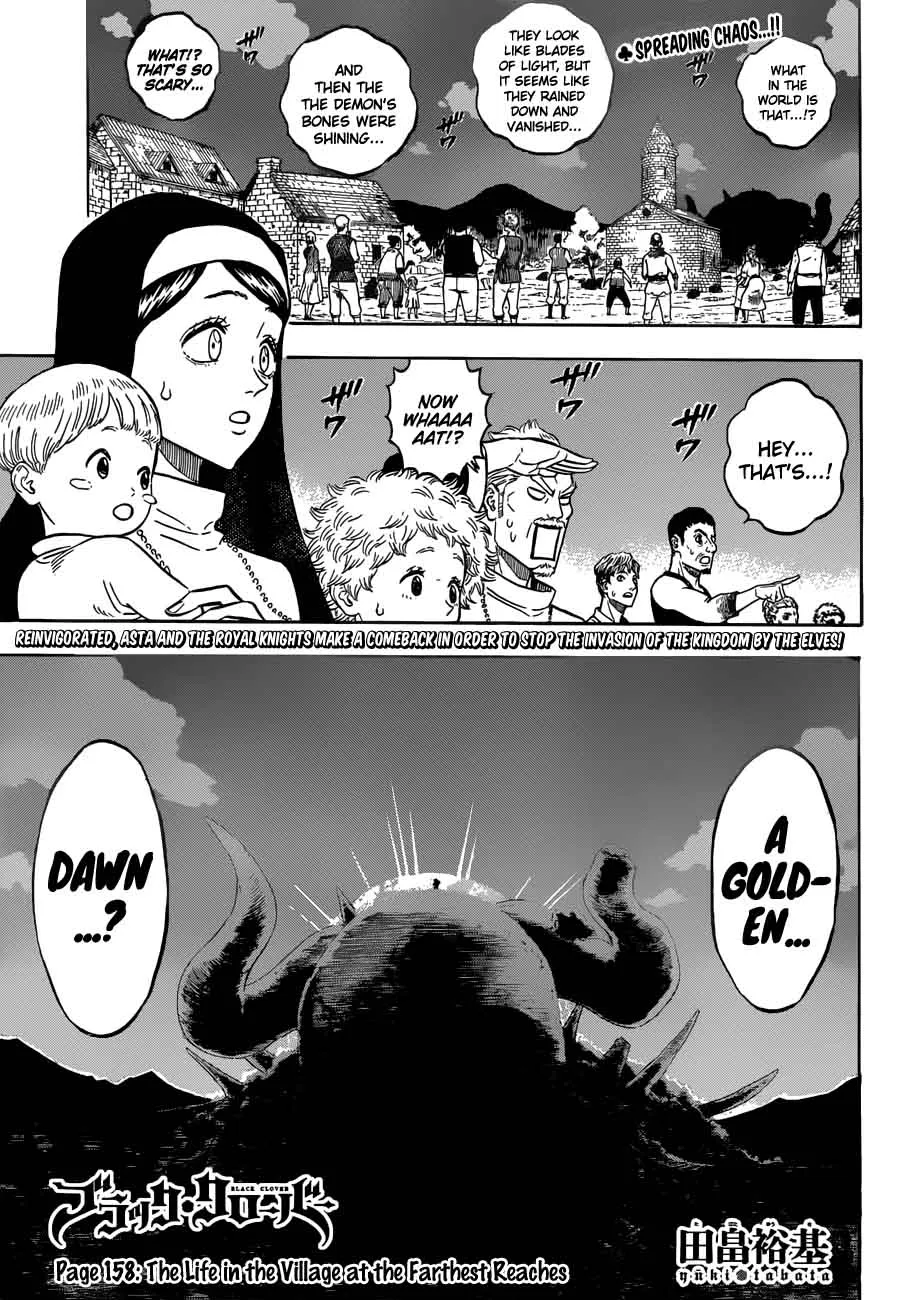 ♣SPREADING CHAOS...!!
WHAT
IN THE
WORLD IS
THAT...!?
THEY LOOK
LIKE BLADES
OF LIGHT, BUT
IT SEEMS LIKE
THEY RAINED
DOWN AND
VANISHED...
AND
THEN THE
THE DEMON'S
BONES WERE
SHINING...
WHAT!?
THAT'S SO
SCARY...
ザワ
ザワ
ザワ
HEY...
THAT'S...!
NOW
WHAAAA
AAT!?
ザワ
ザワ
ザワ
REINVIGORATED, ASTA AND THE ROYAL KNIGHTS MAKE A COMEBACK IN ORDER TO STOP THE INVASION OF THE KINGDOM BY THE ELVES!
A
GOLD-
EN...
DAWN
...?
ブラッククローバー
BLACK CLOVER
Page 158: The Life in the Village at the Farthest Reaches
田畠裕基
yuki tabata